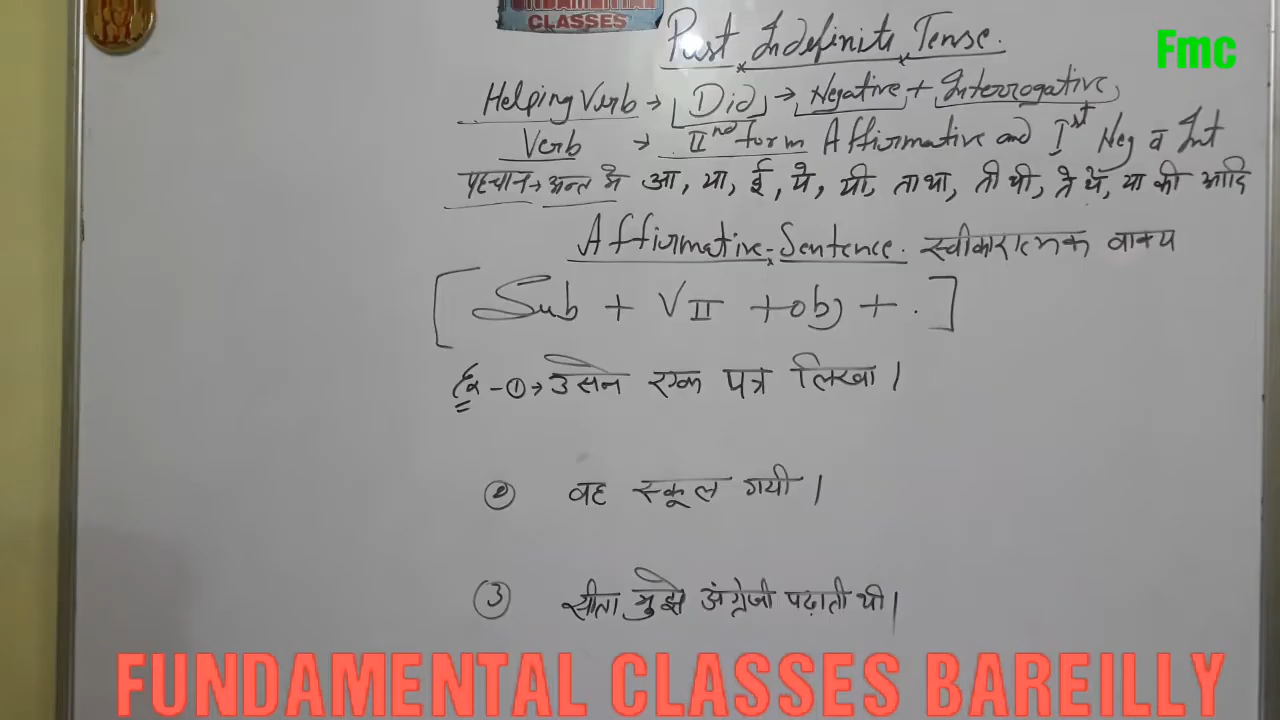 FUNDAMENTAL
CLASSES
Fmc
Past Indefinite Tense.
Helping Verb → Did → Negative + Interrogative
Verb → IInd form Affirmative and Ist Neg व Int
पहचान → अन्त मे आ, या, ई, ये, यी, ता था, ती थी, ते थे, या की आदि
Affirmative Sentence. स्वीकारात्मक वाक्य
[ Sub + V II + obj + . ]
Ex - ① → उसने एक पत्र लिखा।
② वह स्कूल गयी।
③ सीता मुझे अंग्रेजी पढ़ाती थी।
FUNDAMENTAL CLASSES BAREILLY